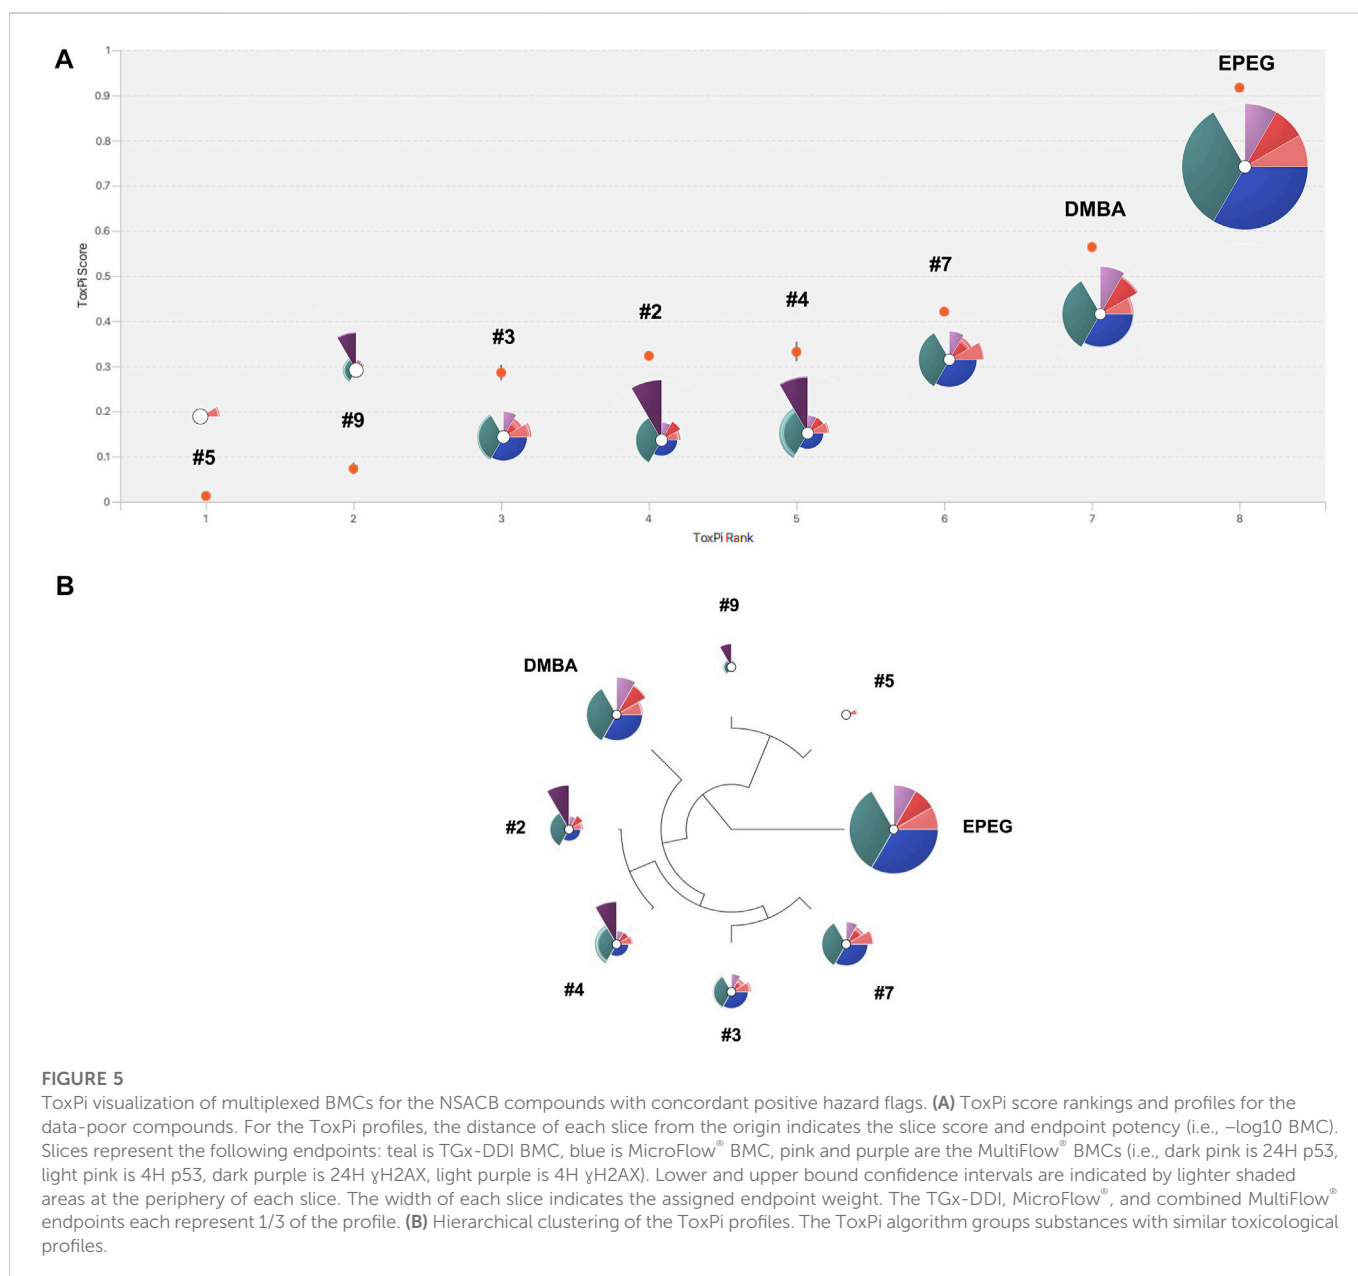 A
1
0.9
0.8
0.7
0.6
0.5
0.4
0.3
0.2
0.1
0
ToxPi Score
#5
#9
#3
#2
#4
#7
DMBA
EPEG
1 2 3 4 5 6 7 8
ToxPi Rank
B
#9
DMBA
#5
#2
EPEG
#4
#7
#3
FIGURE 5
ToxPi visualization of multiplexed BMCs for the NSACB compounds with concordant positive hazard flags. (A) ToxPi score rankings and profiles for the
data-poor compounds. For the ToxPi profiles, the distance of each slice from the origin indicates the slice score and endpoint potency (i.e., –log10 BMC).
Slices represent the following endpoints: teal is TGx-DDI BMC, blue is MicroFlow® BMC, pink and purple are the MultiFlow® BMCs (i.e., dark pink is 24H p53,
light pink is 4H p53, dark purple is 24H ɣH2AX, light purple is 4H ɣH2AX). Lower and upper bound confidence intervals are indicated by lighter shaded
areas at the periphery of each slice. The width of each slice indicates the assigned endpoint weight. The TGx-DDI, MicroFlow®, and combined MultiFlow®
endpoints each represent 1/3 of the profile. (B) Hierarchical clustering of the ToxPi profiles. The ToxPi algorithm groups substances with similar toxicological
profiles.